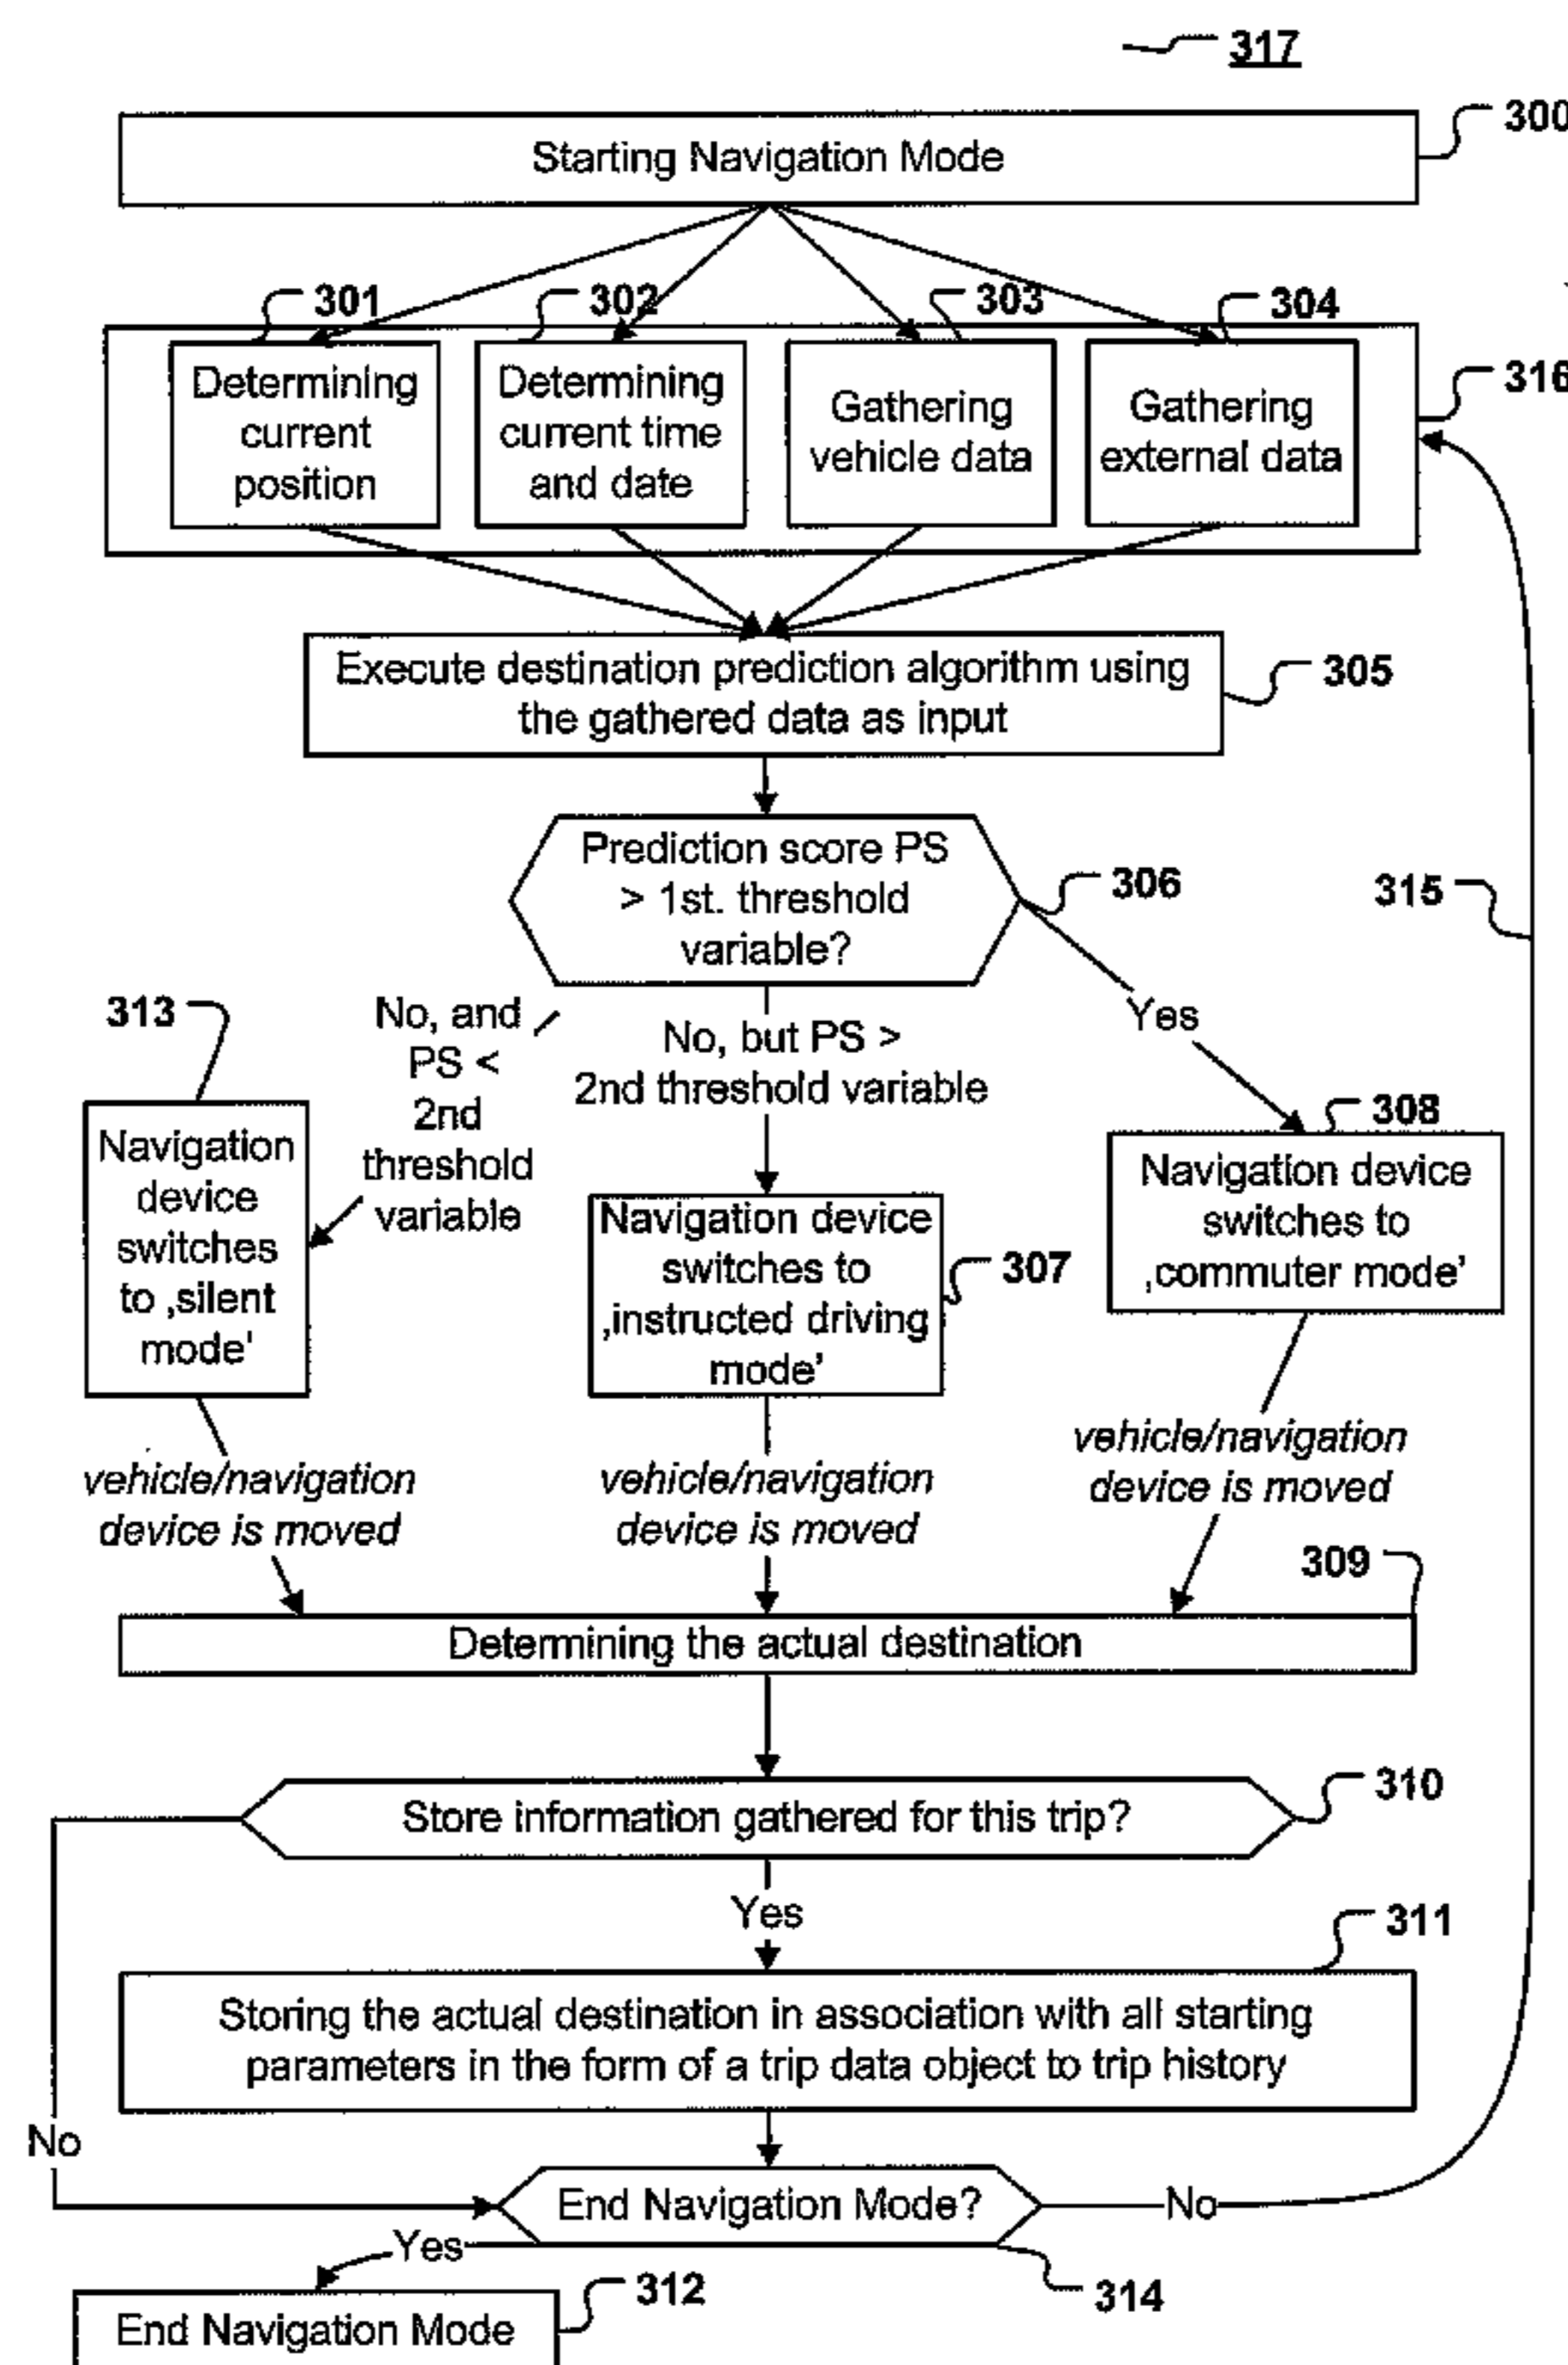 317
300
Starting Navigation Mode
301
302
303
304
316
Determining
current
position
Determining
current time
and date
Gathering
vehicle data
Gathering
external data
Execute destination prediction algorithm using
the gathered data as input
305
Prediction score PS
> 1st. threshold
variable?
306
315
313
No, and
PS <
2nd
threshold
variable
No, but PS >
2nd threshold variable
Yes
308
Navigation
device
switches
to ‚silent
mode'
Navigation device
switches to
‚instructed driving
mode’
307
Navigation device
switches to
‚commuter mode’
vehicle/navigation
device is moved
vehicle/navigation
device is moved
vehicle/navigation
device is moved
309
Determining the actual destination
Store information gathered for this trip?
310
Yes
311
Storing the actual destination in association with all starting
parameters in the form of a trip data object to trip history
No
End Navigation Mode?
No
Yes
314
312
End Navigation Mode